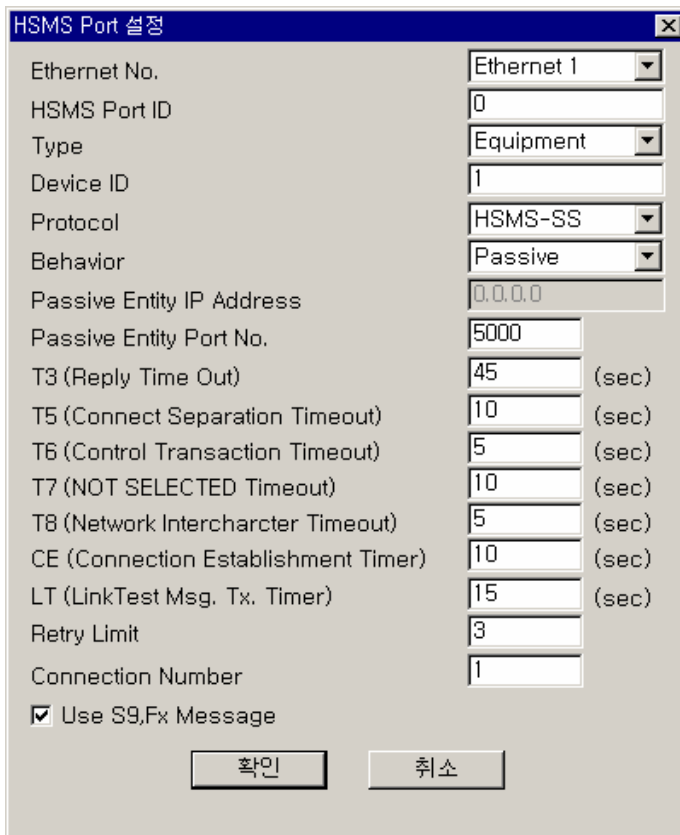 HSMS Port 설정
Ethernet No. Ethernet 1
HSMS Port ID 0
Type Equipment
Device ID 1
Protocol HSMS-SS
Behavior Passive
Passive Entity IP Address 0.0.0.0
Passive Entity Port No. 5000
T3 (Reply Time Out) 45 (sec)
T5 (Connect Separation Timeout) 10 (sec)
T6 (Control Transaction Timeout) 5 (sec)
T7 (NOT SELECTED Timeout) 10 (sec)
T8 (Network Intercharcter Timeout) 5 (sec)
CE (Connection Establishment Timer) 10 (sec)
LT (LinkTest Msg. Tx. Timer) 15 (sec)
Retry Limit 3
Connection Number 1
Use S9,Fx Message
확인 취소